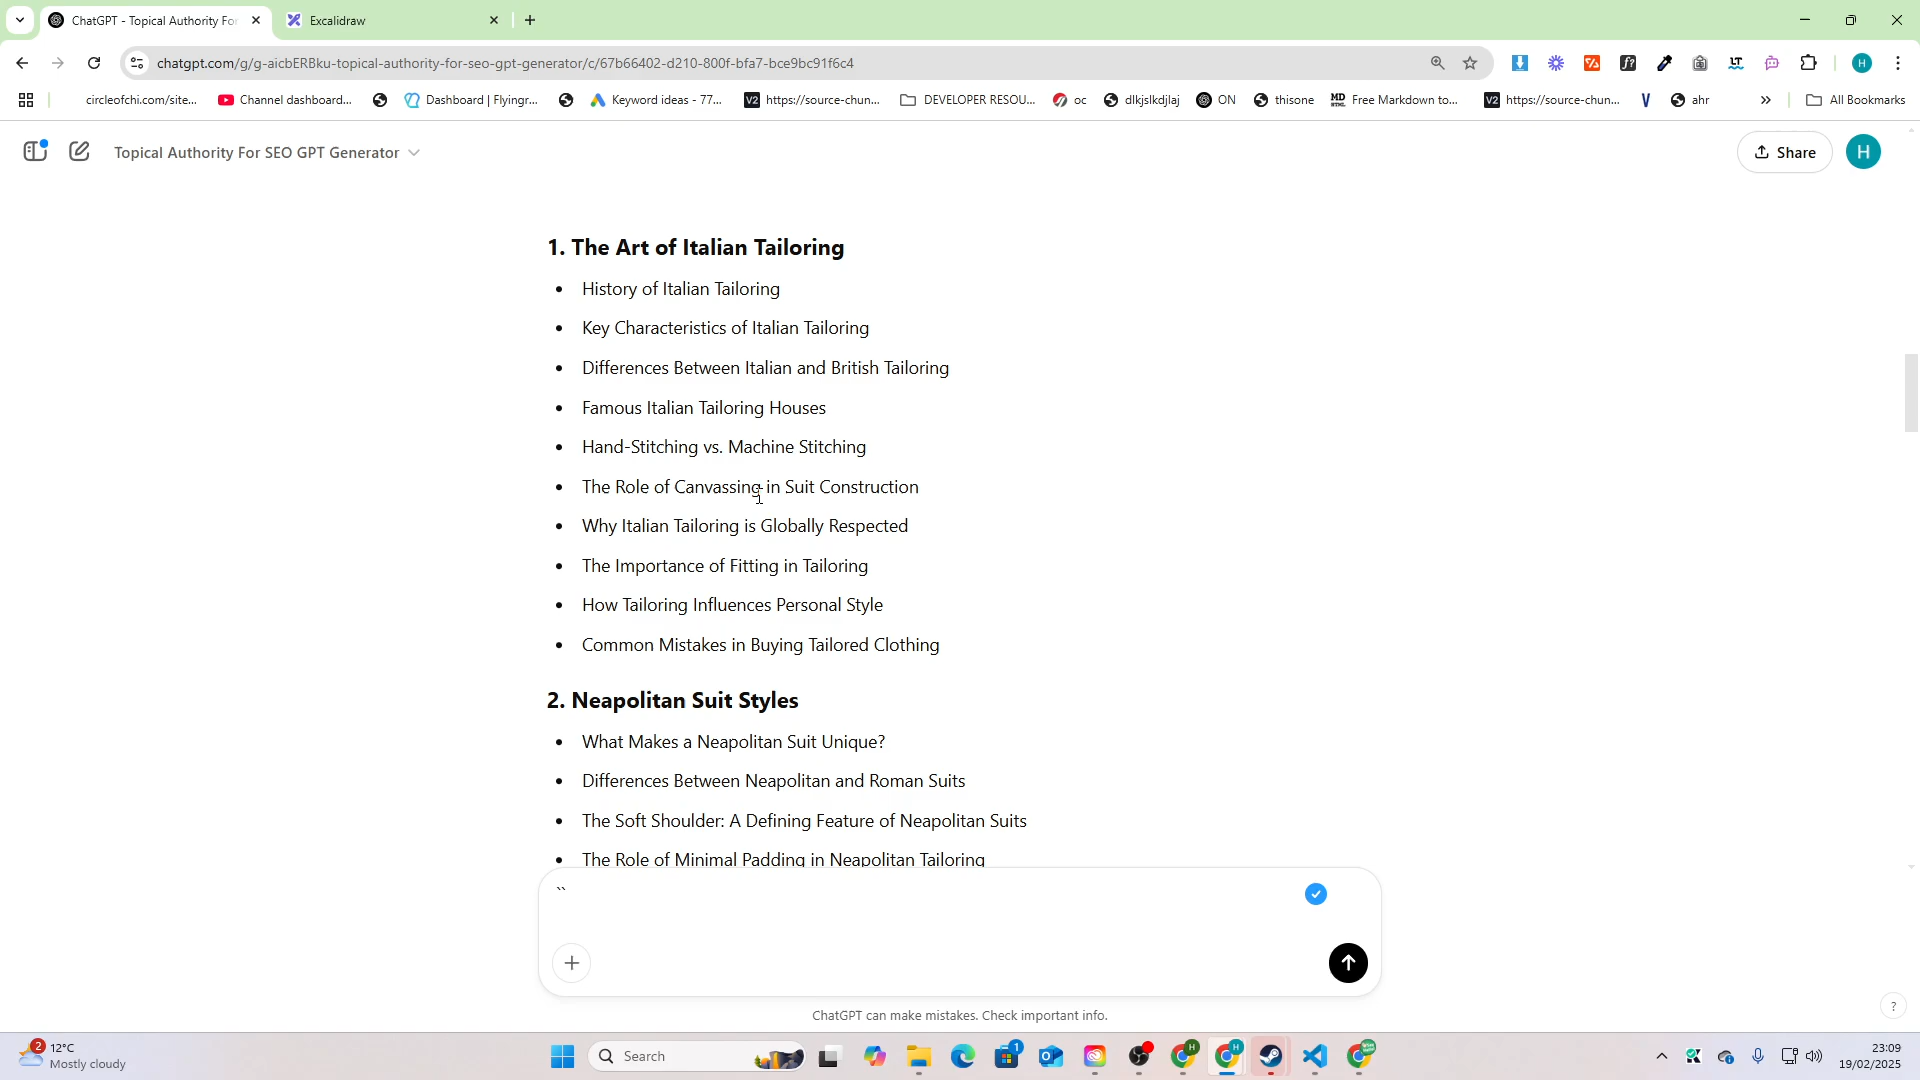 ChatGPT - Topical Authority Fo
Excalidraw
chatgpt.com/g/g-aicbERBku-topical-authority-for-seo-gpt-generator/c/67b66402-d210-800f-bfa7-bce9bc91f6c4
circleofchi.com/site...
Channel dashboard...
Dashboard | Flyingr...
Keyword ideas - 77...
https://source-chun...
DEVELOPER RESOU...
oc
dlkjslkdjlaj
ON
thisone
Free Markdown to...
https://source-chun...
ahr
All Bookmarks
Topical Authority For SEO GPT Generator
Share
H
1. The Art of Italian Tailoring
• History of Italian Tailoring
• Key Characteristics of Italian Tailoring
• Differences Between Italian and British Tailoring
• Famous Italian Tailoring Houses
• Hand-Stitching vs. Machine Stitching
• The Role of Canvassing in Suit Construction
• Why Italian Tailoring is Globally Respected
• The Importance of Fitting in Tailoring
• How Tailoring Influences Personal Style
• Common Mistakes in Buying Tailored Clothing
2. Neapolitan Suit Styles
• What Makes a Neapolitan Suit Unique?
• Differences Between Neapolitan and Roman Suits
• The Soft Shoulder: A Defining Feature of Neapolitan Suits
• The Role of Minimal Padding in Neapolitan Tailoring
``
ChatGPT can make mistakes. Check important info.
?
2
12°C
Mostly cloudy
Search
23:09
19/02/2025